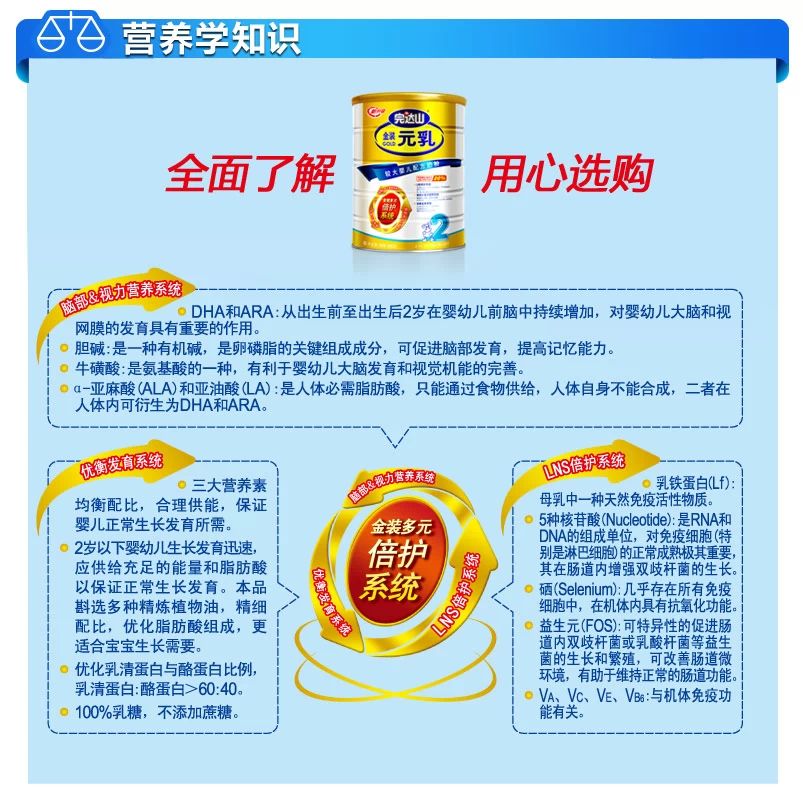 营养学知识
全面了解
用心选购
完达山
金装
GOLD
元乳
较大婴儿配方奶粉
金装多元
倍护
系统
2
脑部&视力营养系统
DHA和ARA:从出生前至出生后2岁在婴幼儿前脑中持续增加，对婴幼儿大脑和视
网膜的发育具有重要的作用。
胆碱:是一种有机碱，是卵磷脂的关键组成成分，可促进脑部发育，提高记忆能力。
牛磺酸:是氨基酸的一种，有利于婴幼儿大脑发育和视觉机能的完善。
α-亚麻酸(ALA)和亚油酸(LA):是人体必需脂肪酸，只能通过食物供给，人体自身不能合成，二者在
人体内可衍生为DHA和ARA。
优衡发育系统
三大营养素
均衡配比，合理供能，保证
婴儿正常生长发育所需。
2岁以下婴幼儿生长发育迅速，
应供给充足的能量和脂肪酸
以保证正常生长发育。本品
斟选多种精炼植物油，精细
配比，优化脂肪酸组成，更
适合宝宝生长需要。
优化乳清蛋白与酪蛋白比例，
乳清蛋白:酪蛋白>60:40。
100%乳糖，不添加蔗糖。
脑部&视力营养系统
金装多元
倍护
系统
优衡发育系统
LNS倍护系统
LNS倍护系统
乳铁蛋白(Lf):
母乳中一种天然免疫活性物质。
5种核苷酸(Nucleotide):是RNA和
DNA的组成单位，对免疫细胞(特
别是淋巴细胞)的正常成熟极其重要，
其在肠道内增强双歧杆菌的生长。
硒(Selenium):几乎存在所有免疫
细胞中，在机体内具有抗氧化功能。
益生元(FOS):可特异性的促进肠
道内双歧杆菌或乳酸杆菌等益生
菌的生长和繁殖，可改善肠道微
环境，有助于维持正常的肠道功能。
VA、VC、VE、VB6:与机体免疫功
能有关。